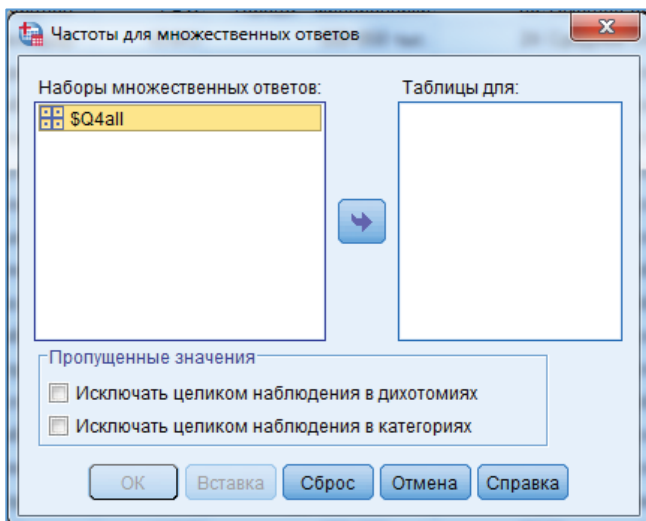 Частоты для множественных ответов
Наборы множественных ответов:
Таблицы для:
$Q4all
Пропущенные значения
Исключать целиком наблюдения в дихотомиях
Исключать целиком наблюдения в категориях
ОК
Вставка
Сброс
Отмена
Справка